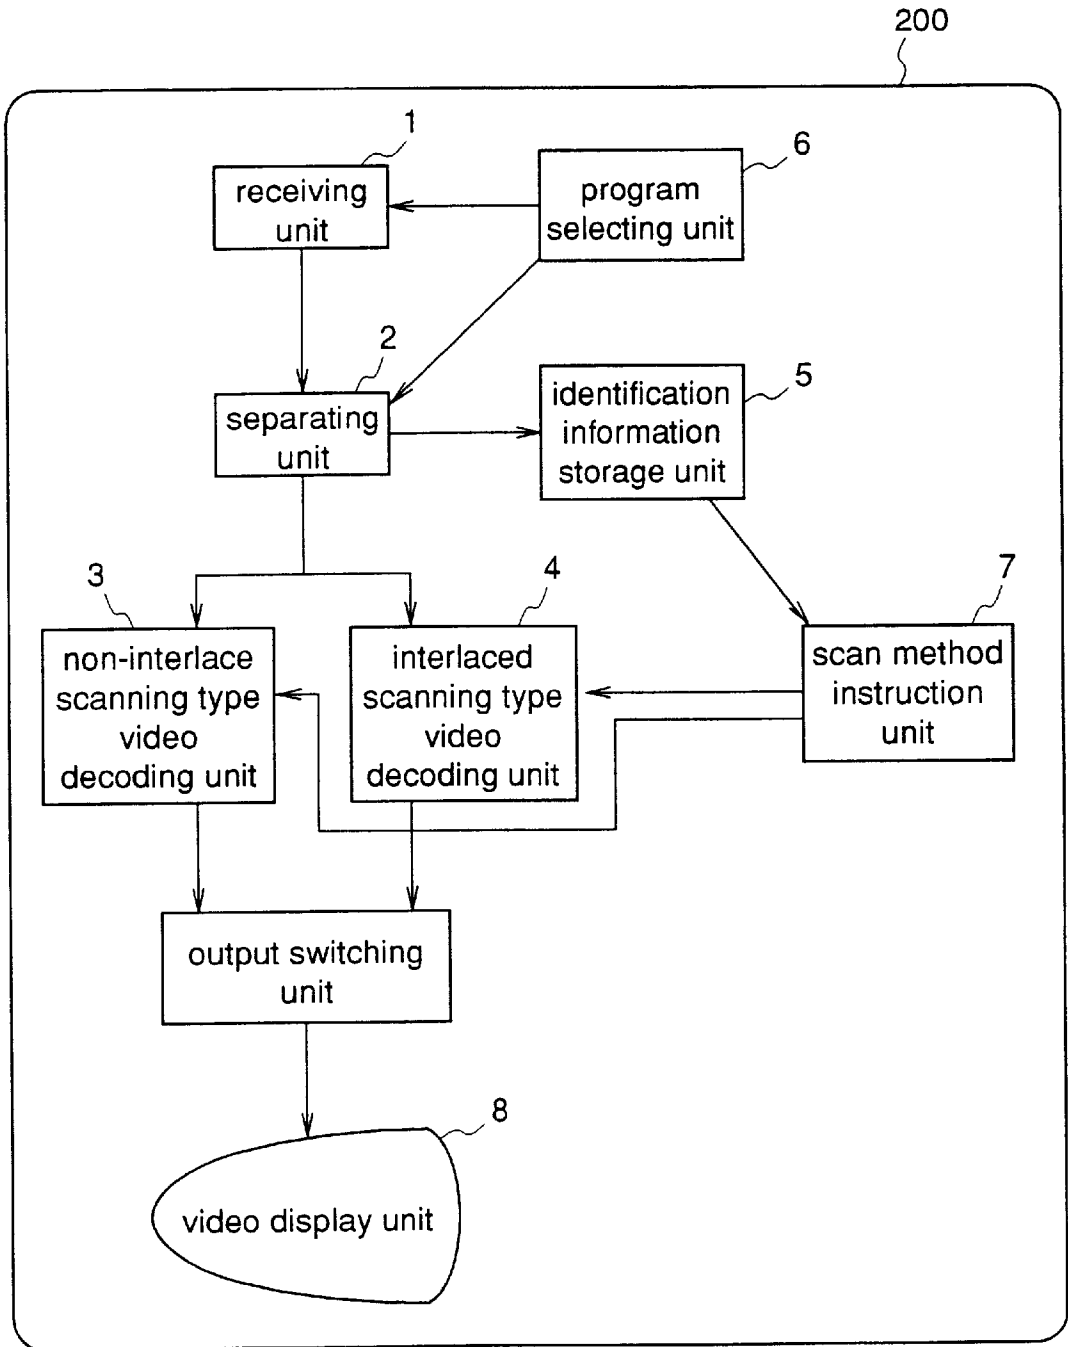 200
1
receiving
unit
6
program
selecting unit
2
separating
unit
5
identification
information
storage unit
3
non-interlace
scanning type
video
decoding unit
4
interlaced
scanning type
video
decoding unit
7
scan method
instruction
unit
output switching
unit
8
video display unit